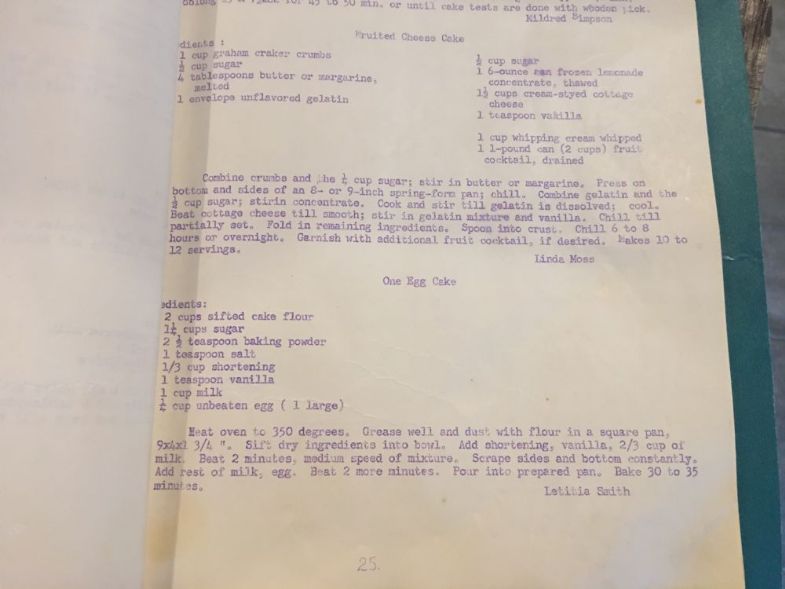 oblong for 45 to 50 min. or until cake tests are done with wooden pick.
Kildred Simpson
Fruited Cheese Cake
dients :
1 cup graham craker crumbs
½ cup sugar
4 tablespoons butter or margarine,
melted
1 envelope unflavored gelatin
½ cup sugar
1 6-ounce can frozen lemonade
concentrate, thawed
1½ cups cream-styed cottage
cheese
1 teaspoon vanilla
1 cup whipping cream whipped
1 1-pound can (2 cups) fruit
cocktail, drained
Combine crumbs and the ¼ cup sugar; stir in butter or margarine. Press on
bottom and sides of an 8- or 9-inch spring-form pan; chill. Combine gelatin and the
½ cup sugar; stirin concentrate. Cook and stir till gelatin is dissolved; cool.
Beat cottage cheese till smooth; stir in gelatin mixture and vanilla. Chill till
partially set. Fold in remaining ingredients. Spoon into crust. Chill 6 to 8
hours or overnight. Garnish with additional fruit cocktail, if desired. Makes 10 to
12 servings.
Linda Moss
One Egg Cake
edients:
2 cups sifted cake flour
1¼ cups sugar
2 ½ teaspoon baking powder
1 teaspoon salt
1/3 cup shortening
1 teaspoon vanilla
1 cup milk
¼ cup unbeaten egg ( 1 large)
Heat oven to 350 degrees. Grease well and dust with flour in a square pan,
9x4x1 3/4 ". Sift dry ingredients into bowl. Add shortening, vanilla, 2/3 cup of
milk. Beat 2 minutes, medium speed of mixture. Scrape sides and bottom constantly.
Add rest of milk, egg. Beat 2 more minutes. Pour into prepared pan. Bake 30 to 35
minutes.
Letitia Smith
25.